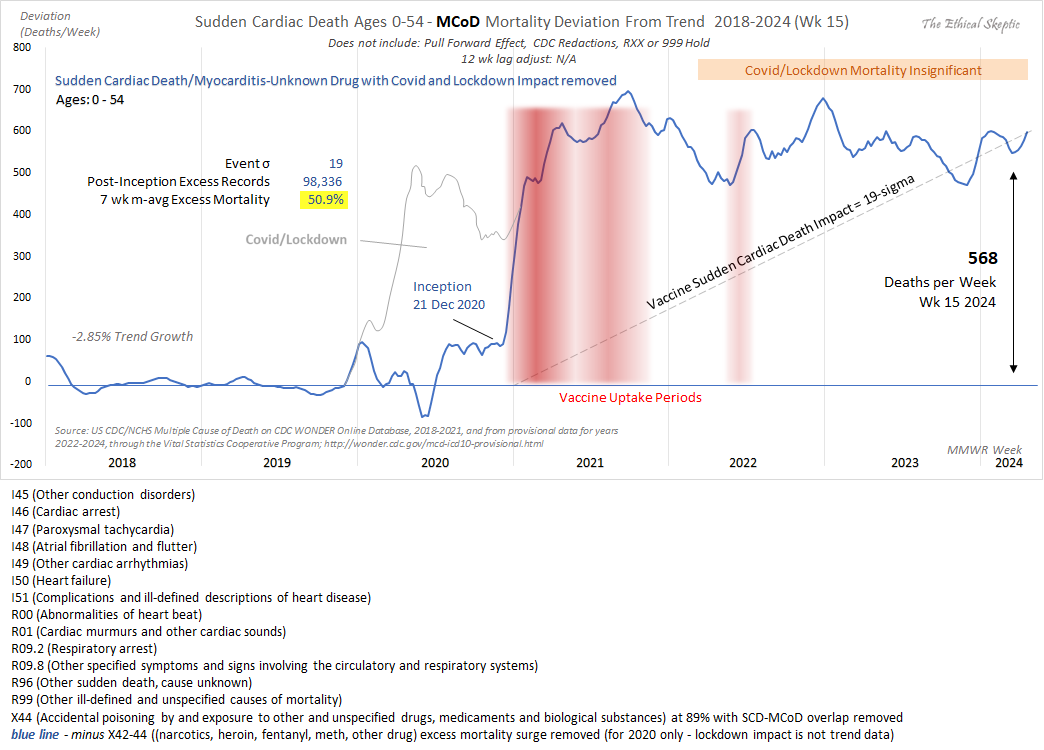 Deviation
(Deaths/Week)
Sudden Cardiac Death Ages 0-54 - MCoD Mortality Deviation From Trend 2018-2024 (Wk 15)
The Ethical Skeptic
Does not include: Pull Forward Effect, CDC Redactions, RXX or 999 Hold
12 wk lag adjust: N/A
800
Sudden Cardiac Death/Myocarditis-Unknown Drug with Covid and Lockdown Impact removed
Covid/Lockdown Mortality Insignificant
700
Ages: 0 - 54
600
Event σ 19
Post-Inception Excess Records 98,336
7 wk m-avg Excess Mortality 50.9%
500
400
Covid/Lockdown
300
Vaccine Sudden Cardiac Death Impact = 19-sigma
568
Deaths per Week
Wk 15 2024
Inception
21 Dec 2020
200
100
-2.85% Trend Growth
0
Vaccine Uptake Periods
-100
Source: US CDC/NCHS Multiple Cause of Death on CDC WONDER Online Database, 2018-2021, and from provisional data for years
2022-2024, through the Vital Statistics Cooperative Program; http://wonder.cdc.gov/mcd-icd10-provisional.html
MMWR Week
-200
2018 2019 2020 2021 2022 2023 2024
I45 (Other conduction disorders)
I46 (Cardiac arrest)
I47 (Paroxysmal tachycardia)
I48 (Atrial fibrillation and flutter)
I49 (Other cardiac arrhythmias)
I50 (Heart failure)
I51 (Complications and ill-defined descriptions of heart disease)
R00 (Abnormalities of heart beat)
R01 (Cardiac murmurs and other cardiac sounds)
R09.2 (Respiratory arrest)
R09.8 (Other specified symptoms and signs involving the circulatory and respiratory systems)
R96 (Other sudden death, cause unknown)
R99 (Other ill-defined and unspecified causes of mortality)
X44 (Accidental poisoning by and exposure to other and unspecified drugs, medicaments and biological substances) at 89% with SCD-MCoD overlap removed
blue line - minus X42-44 ((narcotics, heroin, fentanyl, meth, other drug) excess mortality surge removed (for 2020 only - lockdown impact is not trend data)